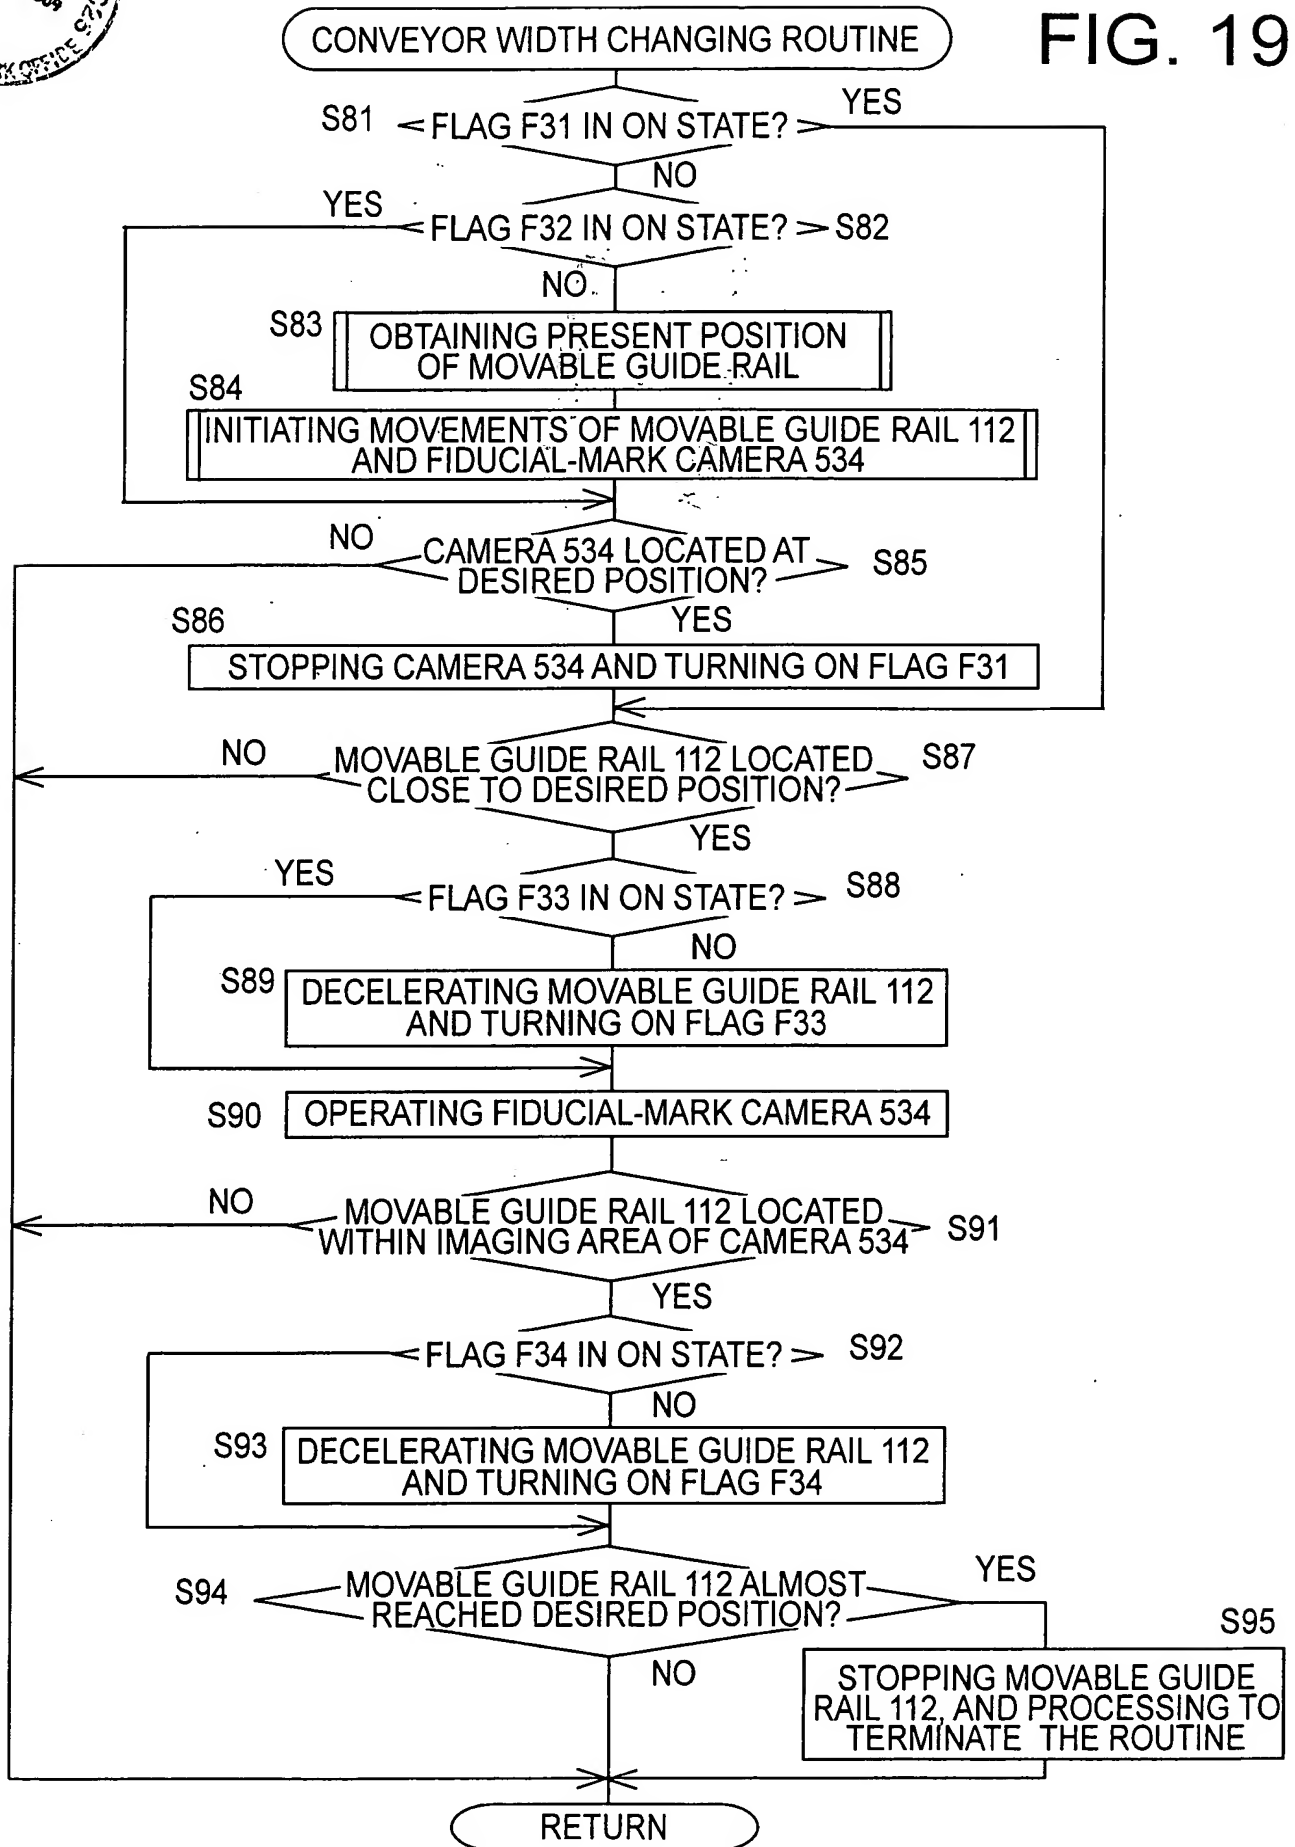 FIG. 19
CONVEYOR WIDTH CHANGING ROUTINE
S81
FLAG F31 IN ON STATE?
YES
NO
YES
FLAG F32 IN ON STATE?
S82
NO
S83
OBTAINING PRESENT POSITION
OF MOVABLE GUIDE RAIL
S84
INITIATING MOVEMENTS OF MOVABLE GUIDE RAIL 112
AND FIDUCIAL-MARK CAMERA 534
NO
CAMERA 534 LOCATED AT
DESIRED POSITION?
S85
YES
S86
STOPPING CAMERA 534 AND TURNING ON FLAG F31
NO
MOVABLE GUIDE RAIL 112 LOCATED
CLOSE TO DESIRED POSITION?
S87
YES
YES
FLAG F33 IN ON STATE?
S88
NO
S89
DECELERATING MOVABLE GUIDE RAIL 112
AND TURNING ON FLAG F33
S90
OPERATING FIDUCIAL-MARK CAMERA 534
NO
MOVABLE GUIDE RAIL 112 LOCATED
WITHIN IMAGING AREA OF CAMERA 534
S91
YES
FLAG F34 IN ON STATE?
S92
NO
S93
DECELERATING MOVABLE GUIDE RAIL 112
AND TURNING ON FLAG F34
S94
MOVABLE GUIDE RAIL 112 ALMOST
REACHED DESIRED POSITION?
YES
NO
S95
STOPPING MOVABLE GUIDE
RAIL 112, AND PROCESSING TO
TERMINATE THE ROUTINE
RETURN